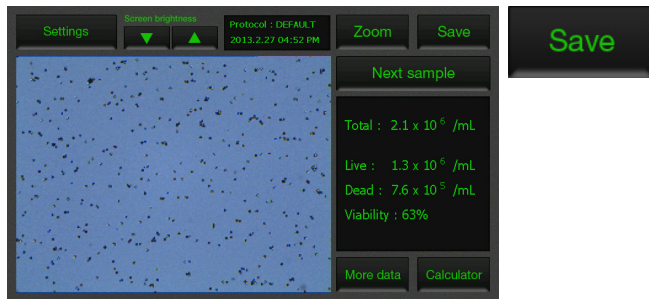 Settings
Screen brightness
Protocol : DEFAULT
2013.2.27 04:52 PM
Zoom
Save
Next sample
Total : 2.1 x 10 6 /mL
Live : 1.3 x 10 6 /mL
Dead : 7.6 x 10 5 /mL
Viability : 63%
More data
Calculator
Save